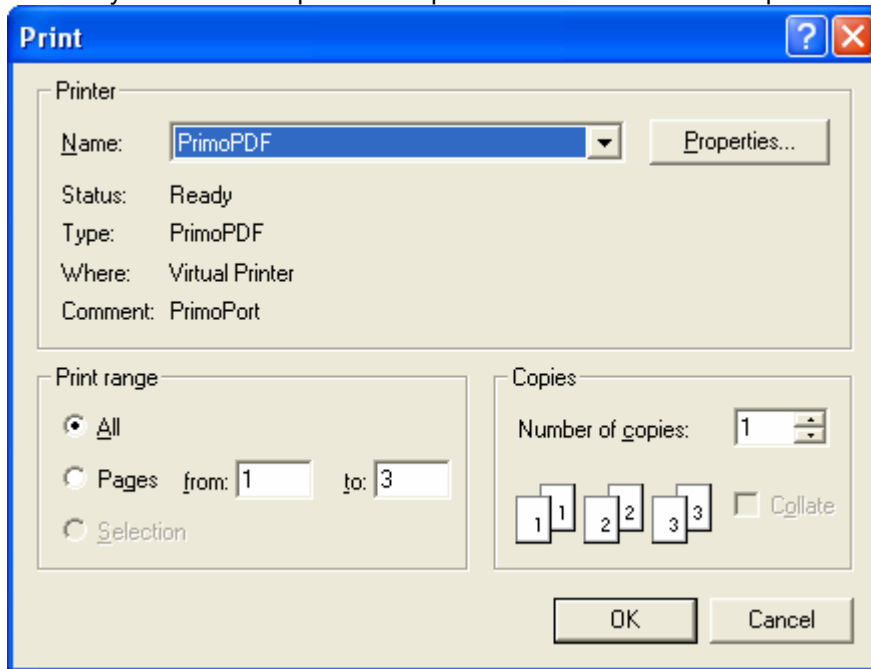 Print
Printer
Name: PrimoPDF Properties...
Status: Ready
Type: PrimoPDF
Where: Virtual Printer
Comment: PrimoPort
Print range
All
Pages from: 1 to: 3
Selection
Copies
Number of copies: 1
1 1 2 2 3 3 Collate
OK Cancel